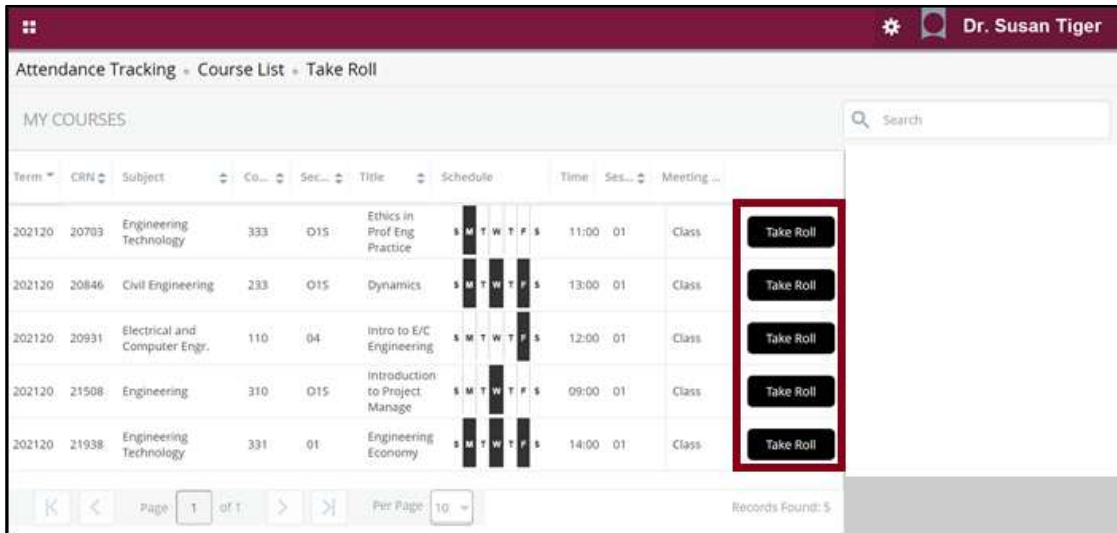 Dr. Susan Tiger
Attendance Tracking • Course List • Take Roll
MY COURSES
Search
Term CRN Subject Co... Sec... Title Schedule Time Ses... Meeting ...
202120 20703 Engineering Technology 333 O1S Ethics in Prof Eng Practice S M T W T F S 11:00 01 Class Take Roll
202120 20846 Civil Engineering 233 O1S Dynamics S M T W T F S 13:00 01 Class Take Roll
202120 20931 Electrical and Computer Engr. 110 04 Intro to E/C Engineering S M T W T F S 12:00 01 Class Take Roll
202120 21508 Engineering 310 O1S Introduction to Project Manage S M T W T F S 09:00 01 Class Take Roll
202120 21938 Engineering Technology 331 01 Engineering Economy S M T W T F S 14:00 01 Class Take Roll
Page 1 of 1 Per Page 10 Records Found: 5